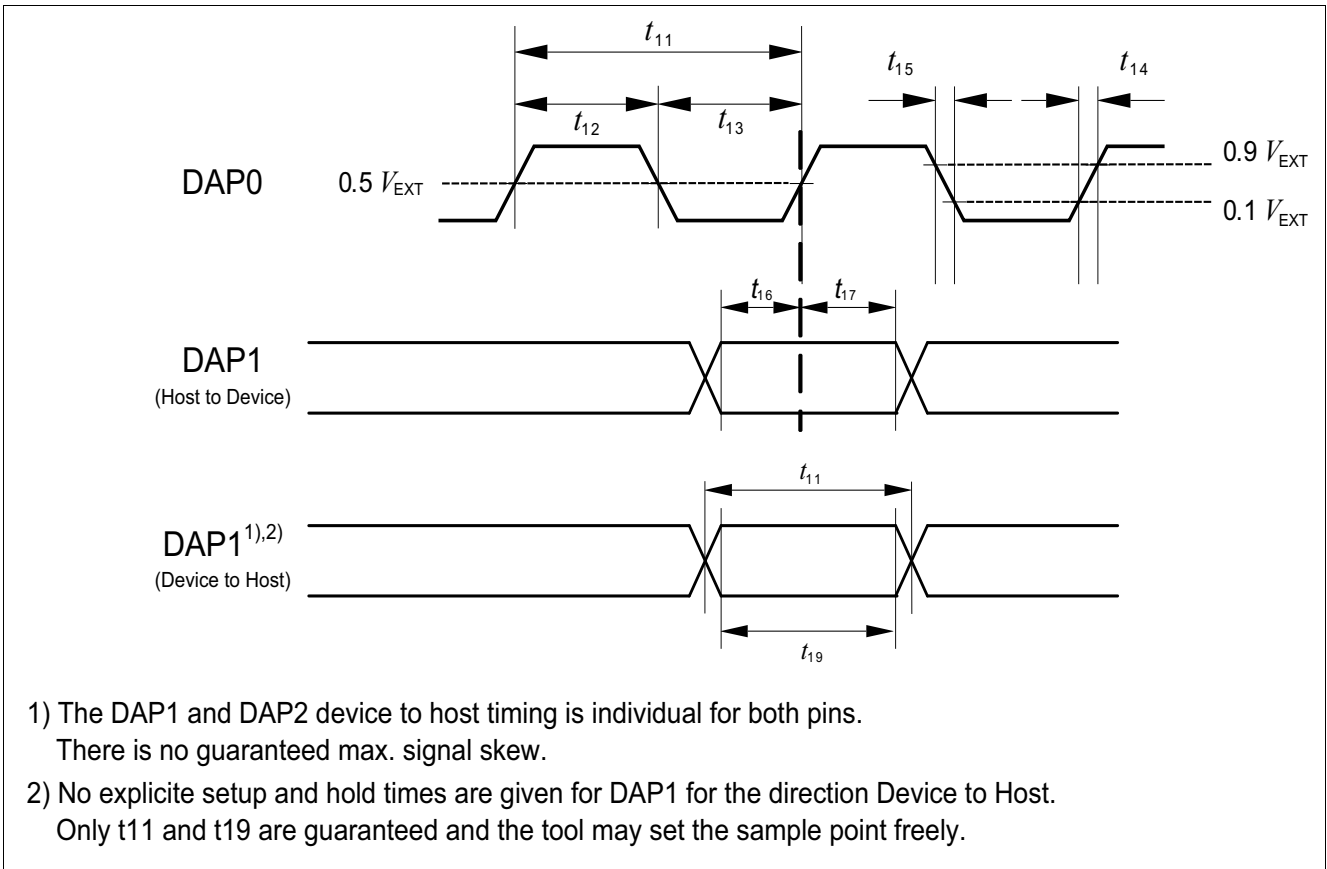 t11
t15
t14
t12
t13
DAP0
0.5 VEXT
0.9 VEXT
0.1 VEXT
t16
t17
DAP1
(Host to Device)
t11
DAP1 1),2)
(Device to Host)
t19
1) The DAP1 and DAP2 device to host timing is individual for both pins.
There is no guaranteed max. signal skew.
2) No explicite setup and hold times are given for DAP1 for the direction Device to Host.
Only t11 and t19 are guaranteed and the tool may set the sample point freely.